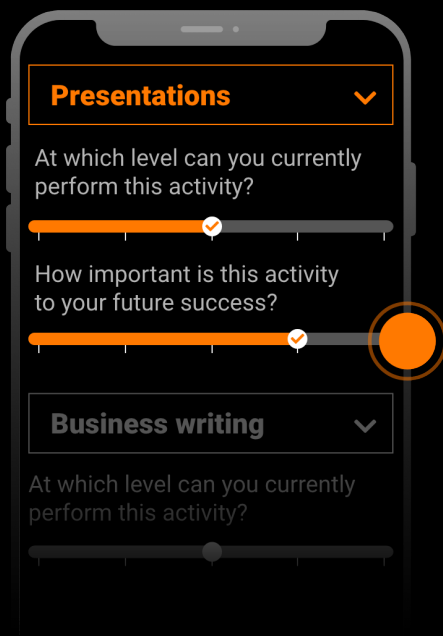 Presentations
At which level can you currently
perform this activity?
How important is this activity
to your future success?
Business writing
At which level can you currently
perform this activity?